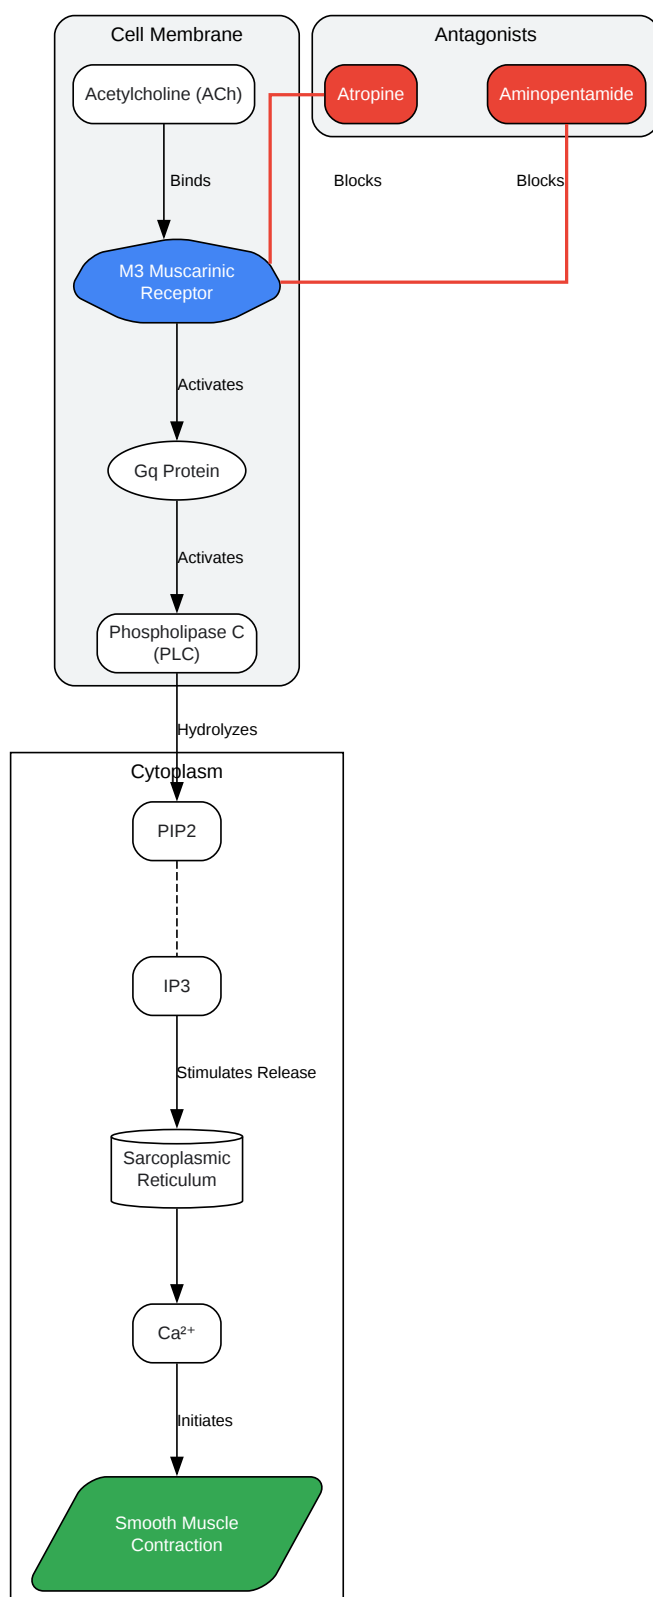 Cell Membrane
Antagonists
Acetylcholine (ACh)
Atropine
Aminopentamide
Binds
Blocks
Blocks
M3 Muscarinic
Receptor
Activates
Gq Protein
Activates
Phospholipase C
(PLC)
Hydrolyzes
Cytoplasm
PIP2
IP3
Stimulates Release
Sarcoplasmic
Reticulum
Ca²⁺
Initiates
Smooth Muscle
Contraction